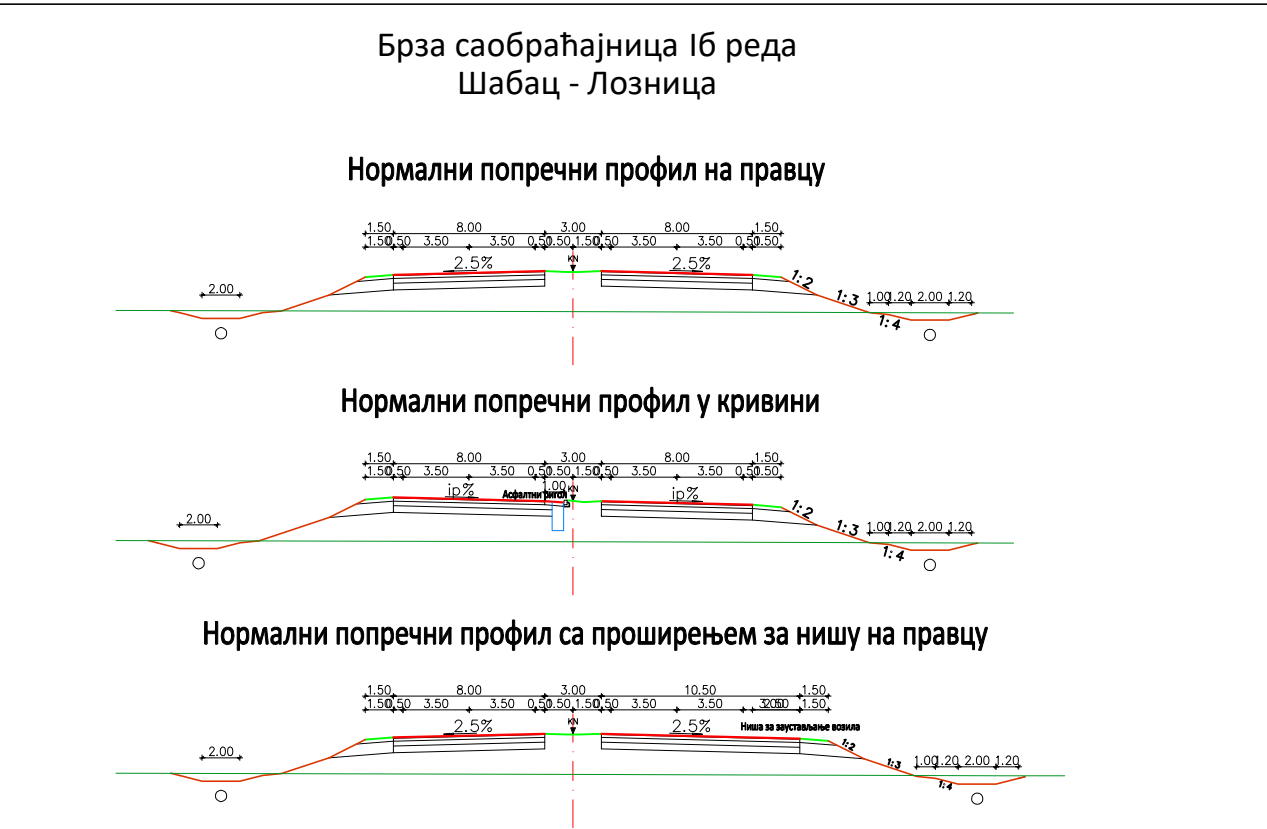 Брза саобраћајница Iб реда
Шабац - Лозница
Нормални попречни профил на правцу
1.50 8.00 3.00 8.00 1.50
1.50 0.50 3.50 3.50 0.50 1.50 1.50 0.50 3.50 3.50 0.50 1.50
KN
2.5% 2.5%
1:2
2.00 1:3 1.00 1.20 2.00 1.20
1:4
Нормални попречни профил у кривини
1.50 8.00 3.00 8.00 1.50
1.50 0.50 3.50 3.50 0.50 1.50 1.50 0.50 3.50 3.50 0.50 1.50
1.00 KN
ip% Асфалтни ригол ip%
1:2
2.00 1:3 1.00 1.20 2.00 1.20
1:4
Нормални попречни профил са проширењем за нишу на правцу
1.50 8.00 3.00 10.50 1.50
1.50 0.50 3.50 3.50 0.50 1.50 1.50 0.50 3.50 3.50 1.50
KN
2.5% 2.5% Ниша за заустављање возила
1:2
2.00 1:3 1.00 1.20 2.00 1.20
1:4